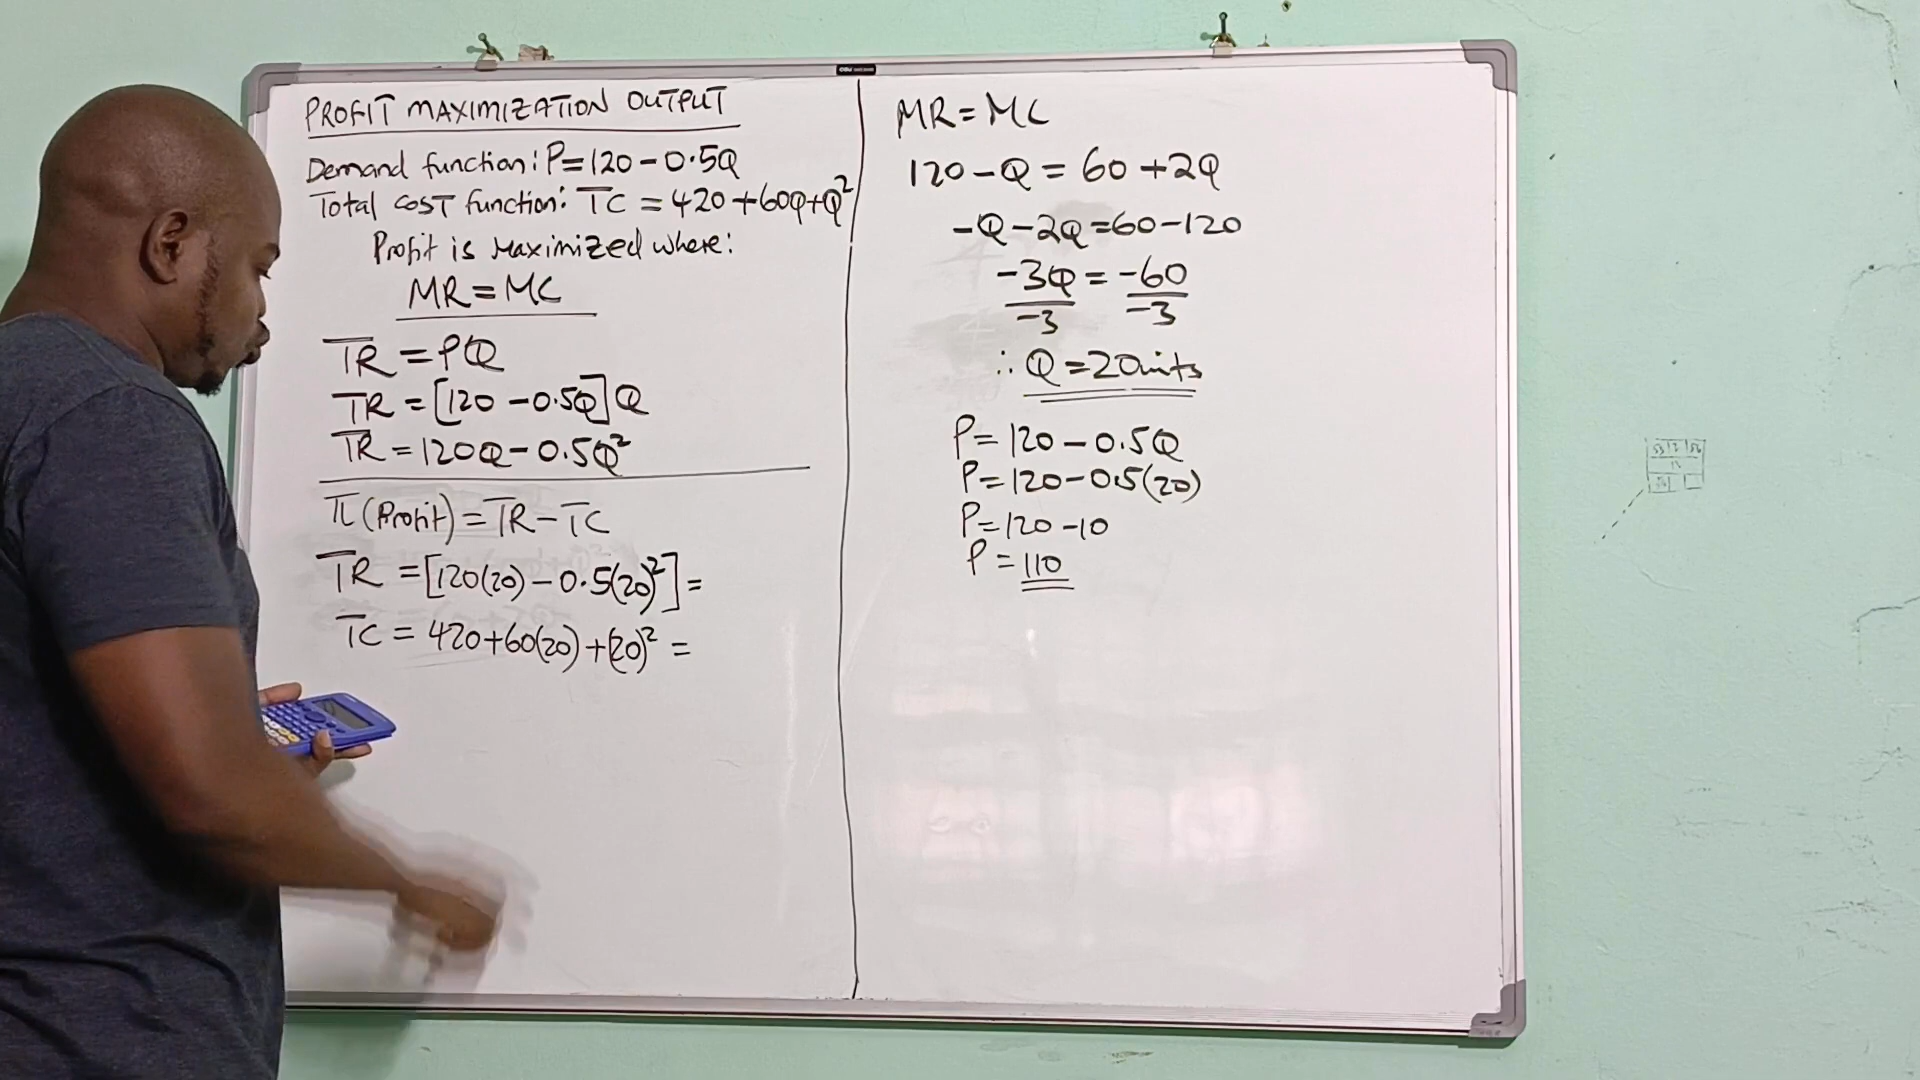 PROFIT MAXIMIZATION OUTPUT
Demand function: P=120-0.5Q
Total cost function: TC = 420+60Q+Q²
Profit is Maximized where:
MR=MC
TR = PQ
TR = [120 - 0.5Q]Q
TR = 120Q - 0.5Q²
π (Profit) = TR - TC
TR = [120(20) - 0.5(20)²] =
TC = 420+60(20)+(20)² =
MR = MC
120 - Q = 60 + 2Q
-Q - 2Q = 60 - 120
-3Q = -60
-3 -3
∴ Q = 20units
P = 120 - 0.5Q
P = 120 - 0.5(20)
P = 120 - 10
P = 110